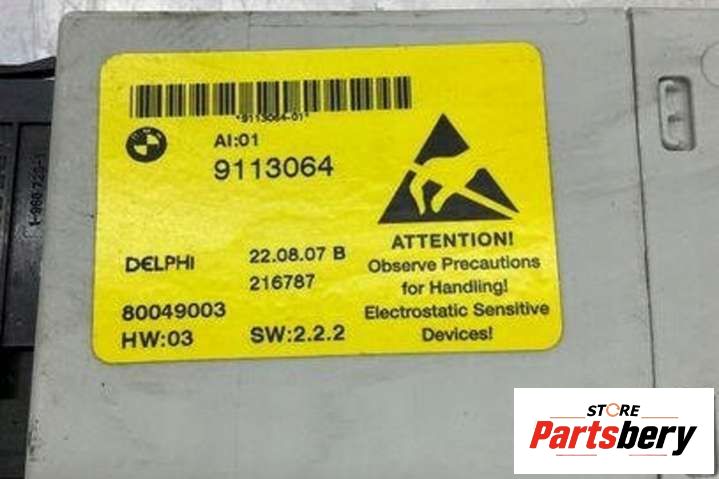 *9113064-01*
AI:01
9113064
DELPHI
22.08.07 B
216787
80049003
HW:03
SW:2.2.2
ATTENTION!
Observe Precautions
for Handling!
Electrostatic Sensitive
Devices!
STORE
Partsbery